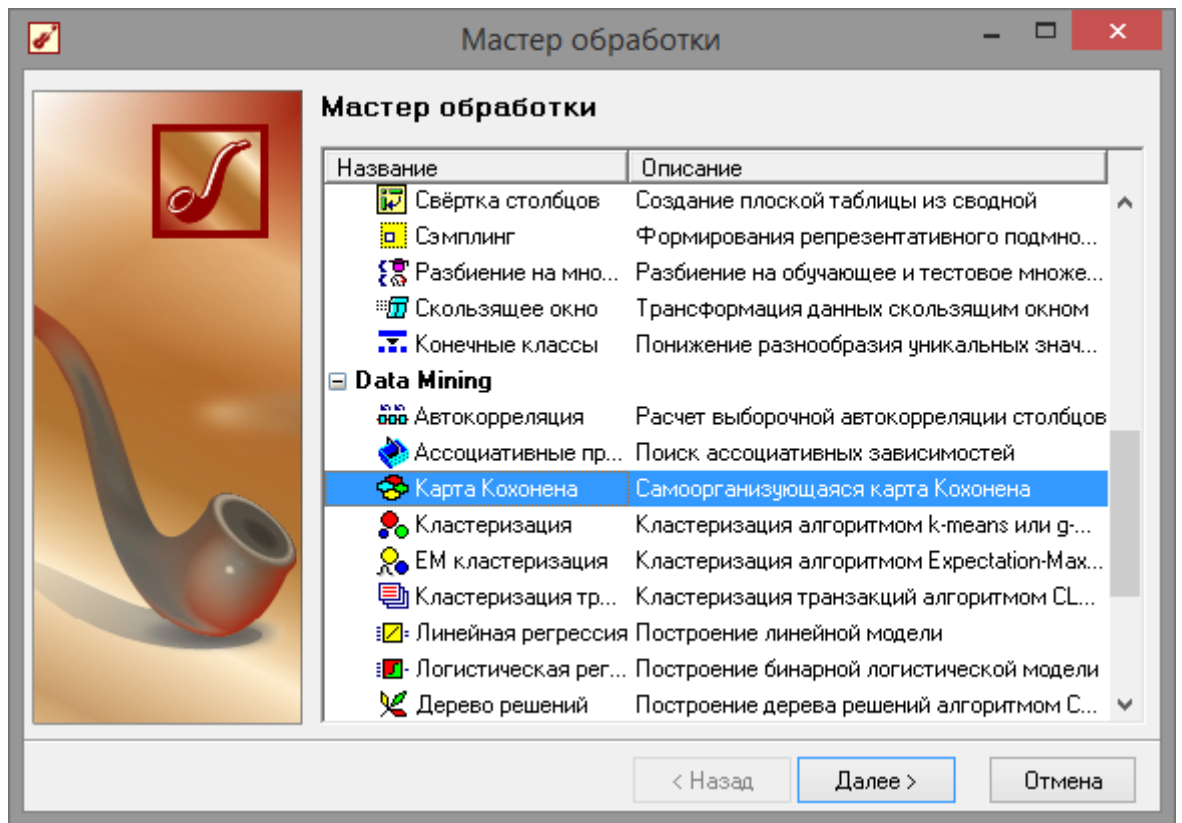 Мастер обработки
Мастер обработки
Название Описание
Свёртка столбцов Создание плоской таблицы из сводной
Сэмплинг Формирования репрезентативного подмно...
Разбиение на мно... Разбиение на обучающее и тестовое множе...
Скользящее окно Трансформация данных скользящим окном
Конечные классы Понижение разнообразия уникальных знач...
Data Mining
Автокорреляция Расчет выборочной автокорреляции столбцов
Ассоциативные пр... Поиск ассоциативных зависимостей
Карта Кохонена Самоорганизующаяся карта Кохонена
Кластеризация Кластеризация алгоритмом k-means или g-...
EM кластеризация Кластеризация алгоритмом Expectation-Max...
Кластеризация тр... Кластеризация транзакций алгоритмом CL...
Линейная регрессия Построение линейной модели
Логистическая рег... Построение бинарной логистической модели
Дерево решений Построение дерева решений алгоритмом C...
< Назад Далее > Отмена